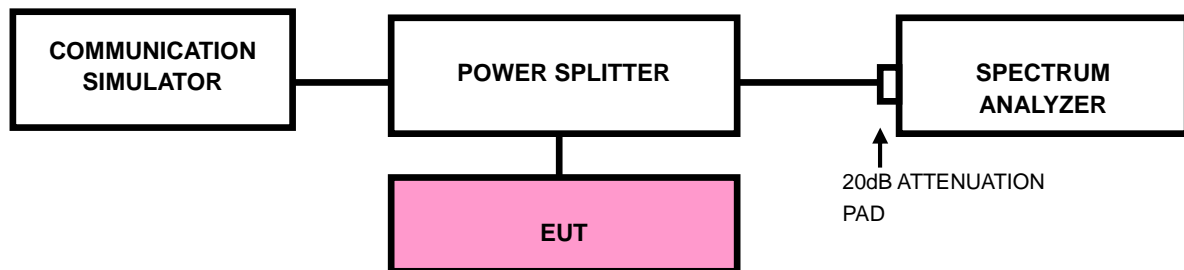 COMMUNICATION
SIMULATOR
POWER SPLITTER
SPECTRUM
ANALYZER
20dB ATTENUATION
PAD
EUT